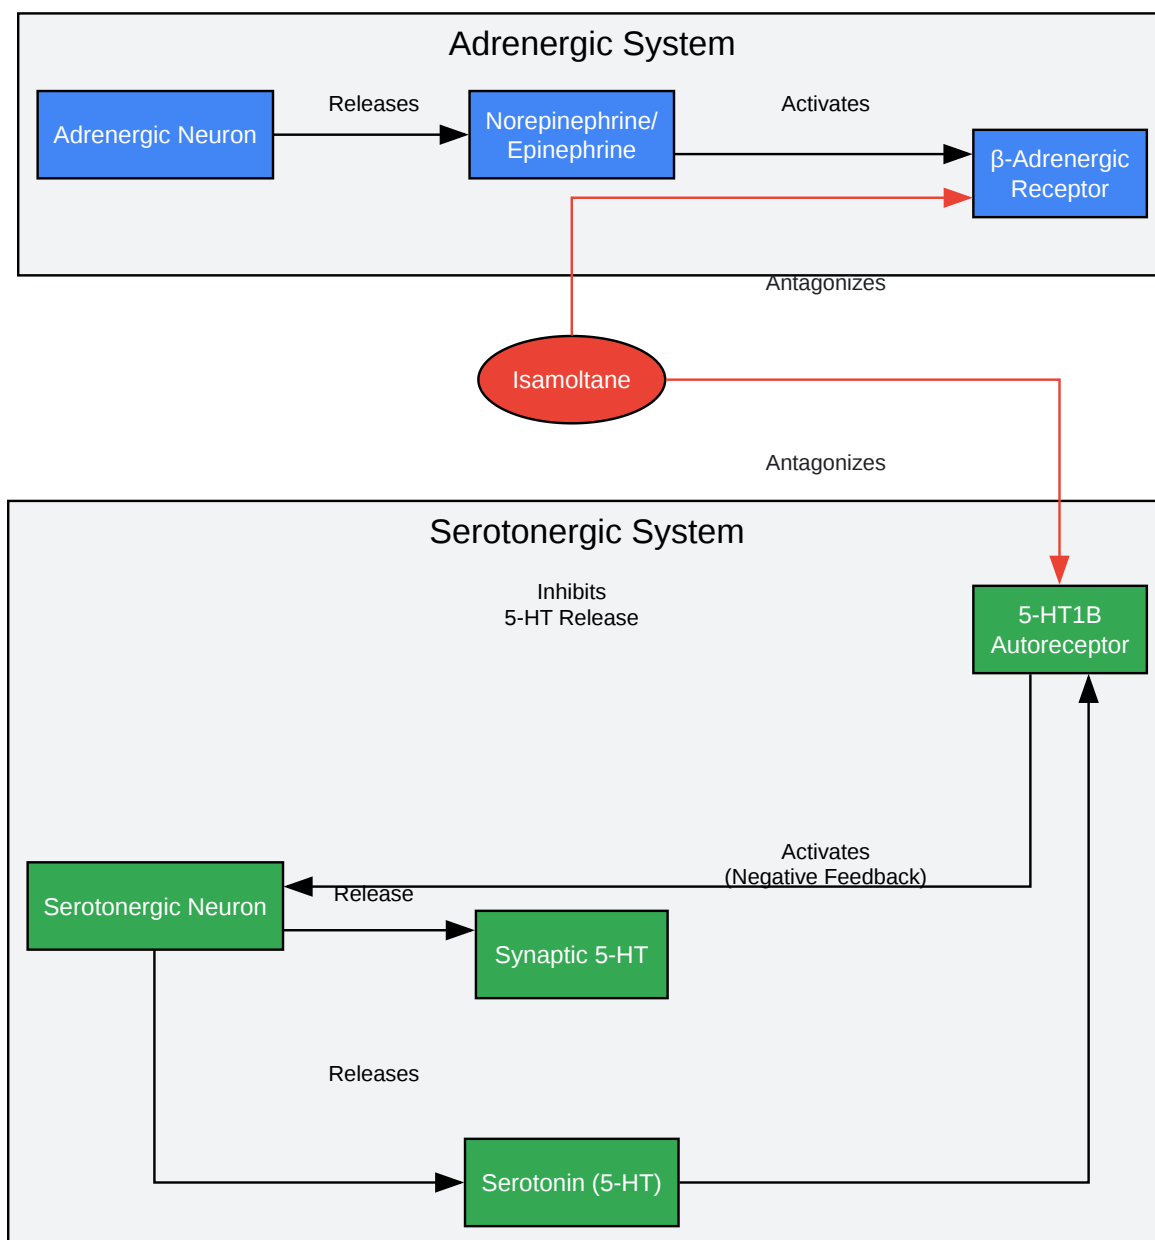 Adrenergic System
Adrenergic Neuron
Releases
Norepinephrine/
Epinephrine
Activates
β-Adrenergic
Receptor
Antagonizes
Isamoltane
Antagonizes
Serotonergic System
Inhibits
5-HT Release
5-HT1B
Autoreceptor
Activates
(Negative Feedback)
Serotonergic Neuron
Release
Synaptic 5-HT
Releases
Serotonin (5-HT)